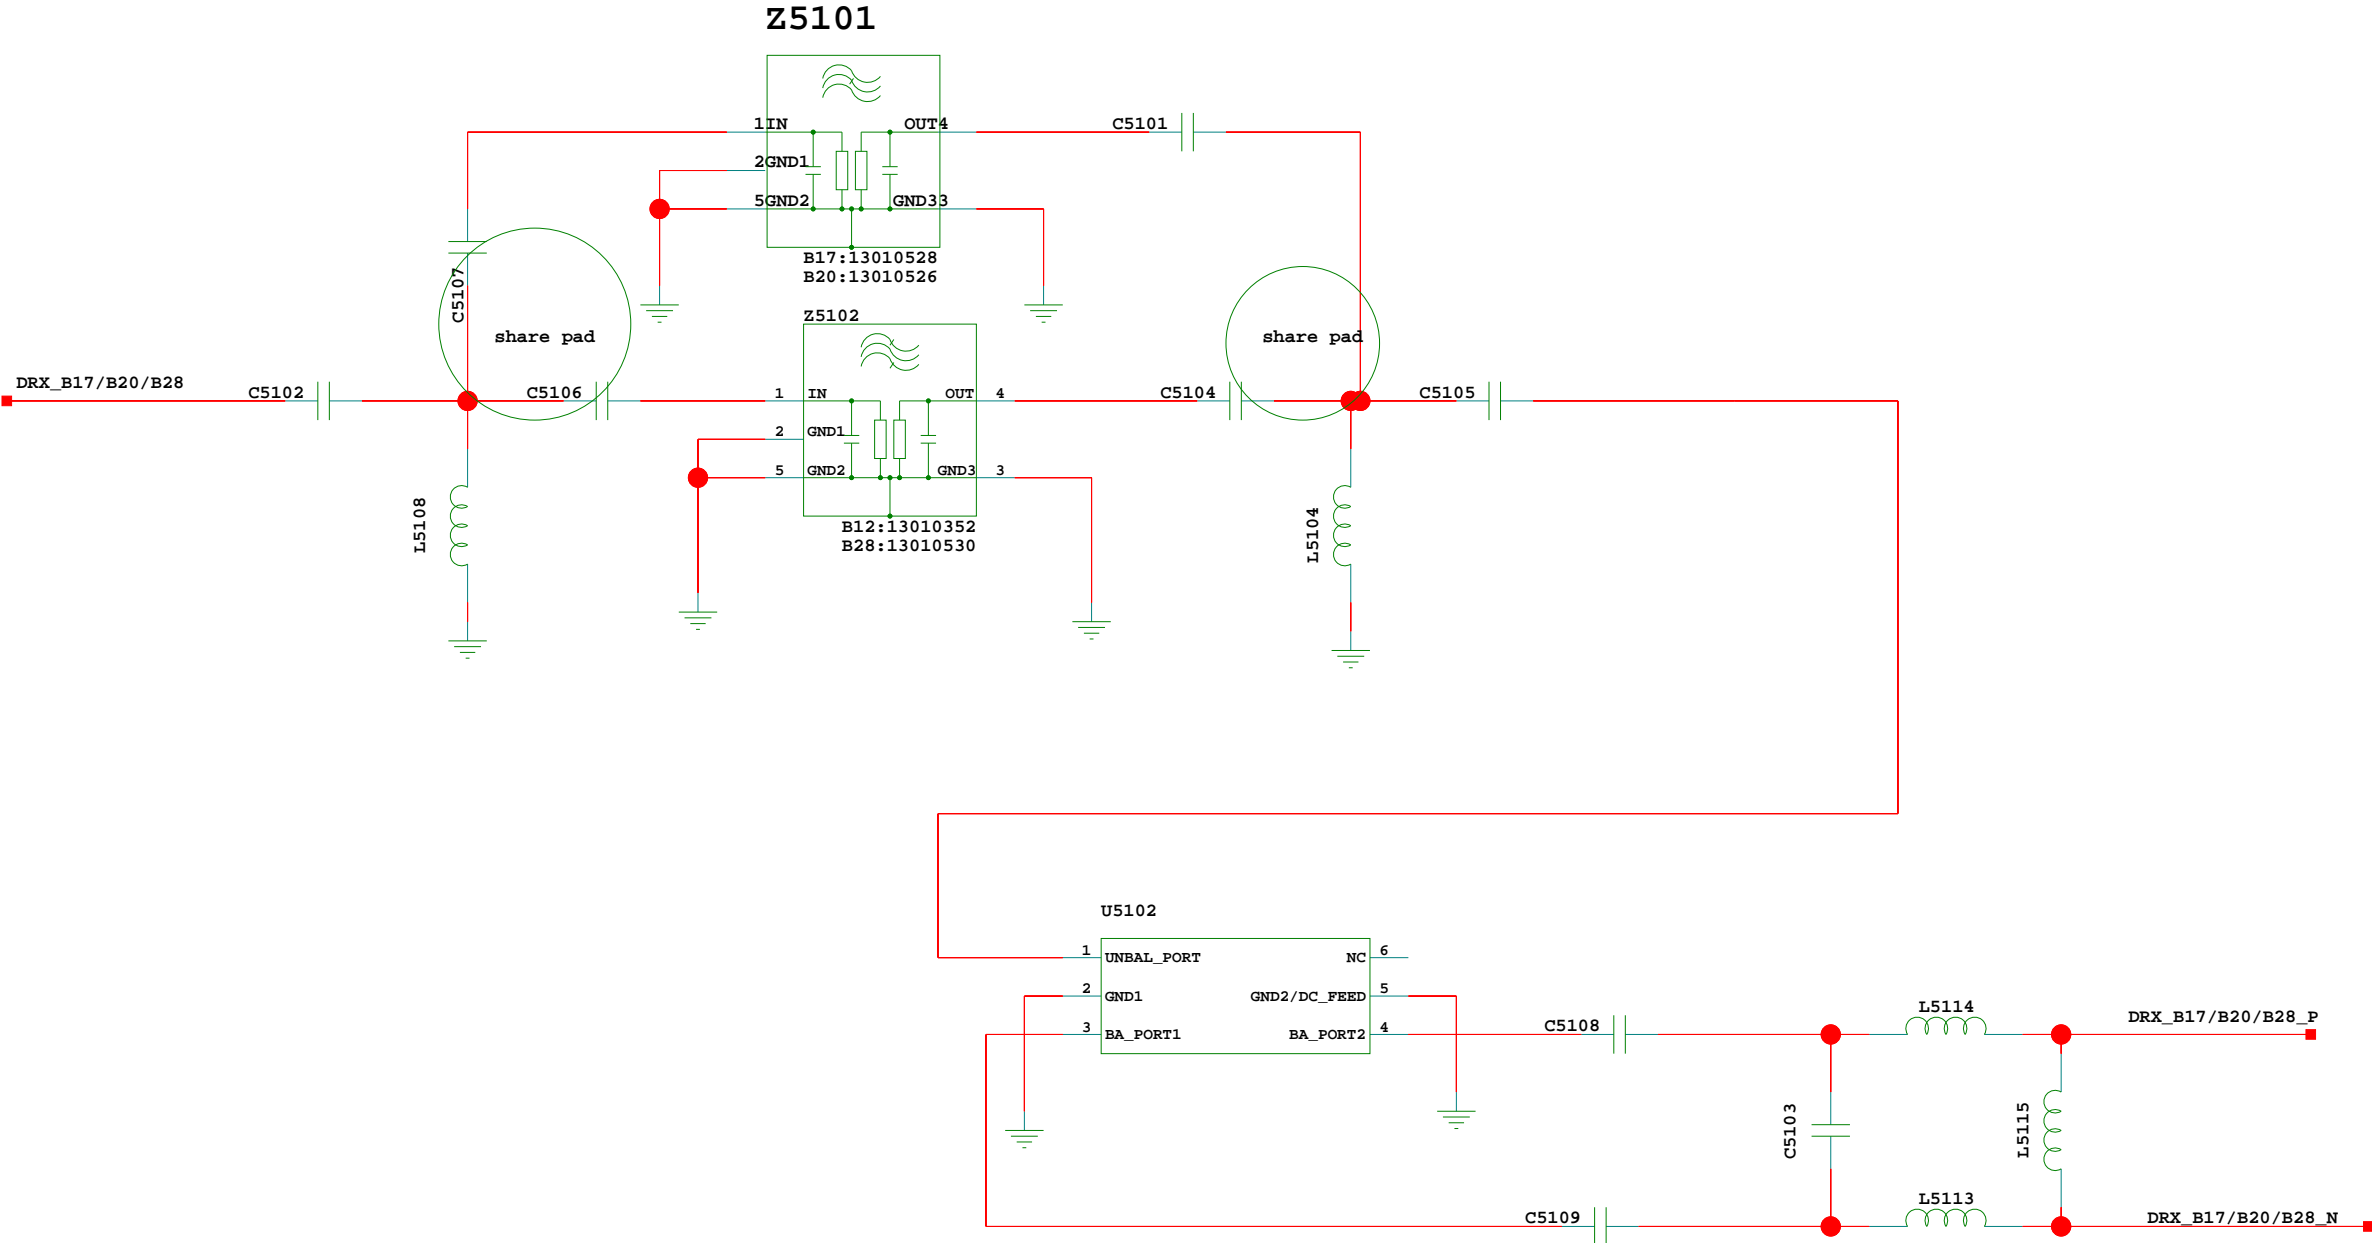 Z5101
1IN
OUT4
C5101
2GND1
5GND2
GND33
B17:13010528
B20:13010526
C5107
share pad
Z5102
share pad
DRX_B17/B20/B28
C5102
C5106
1
IN
OUT
4
C5104
C5105
2
GND1
5
GND2
GND3
3
B12:13010352
B28:13010530
L5108
L5104
U5102
1
UNBAL_PORT
NC
6
2
GND1
GND2/DC_FEED
5
3
BA_PORT1
BA_PORT2
4
C5108
L5114
DRX_B17/B20/B28_P
C5103
L5115
C5109
L5113
DRX_B17/B20/B28_N